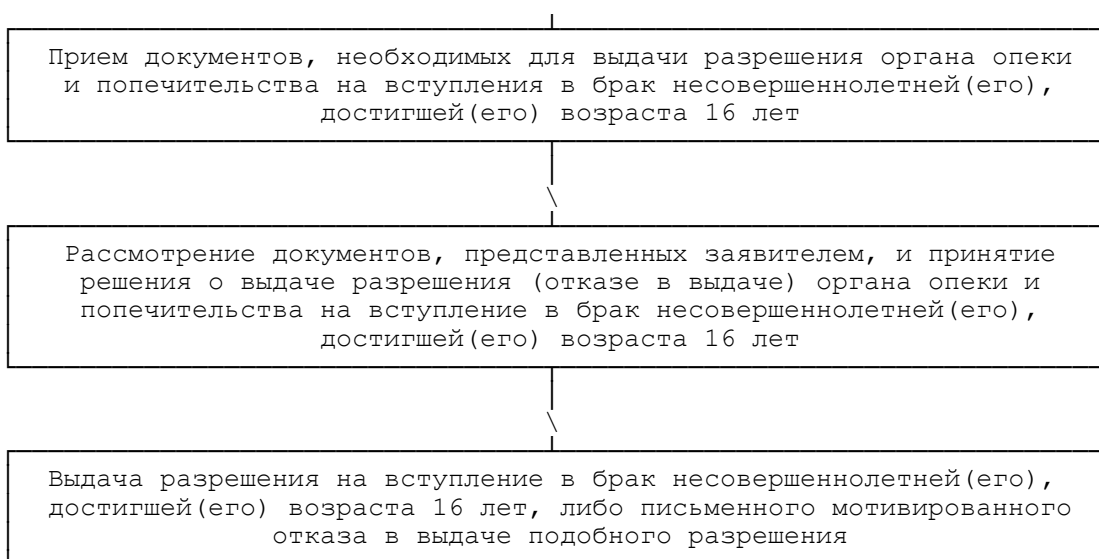 Прием документов, необходимых для выдачи разрешения органа опеки
и попечительства на вступления в брак несовершеннолетней(его),
достигшей(его) возраста 16 лет
Рассмотрение документов, представленных заявителем, и принятие
решения о выдаче разрешения (отказе в выдаче) органа опеки и
попечительства на вступление в брак несовершеннолетней(его),
достигшей(его) возраста 16 лет
Выдача разрешения на вступление в брак несовершеннолетней(его),
достигшей(его) возраста 16 лет, либо письменного мотивированного
отказа в выдаче подобного разрешения